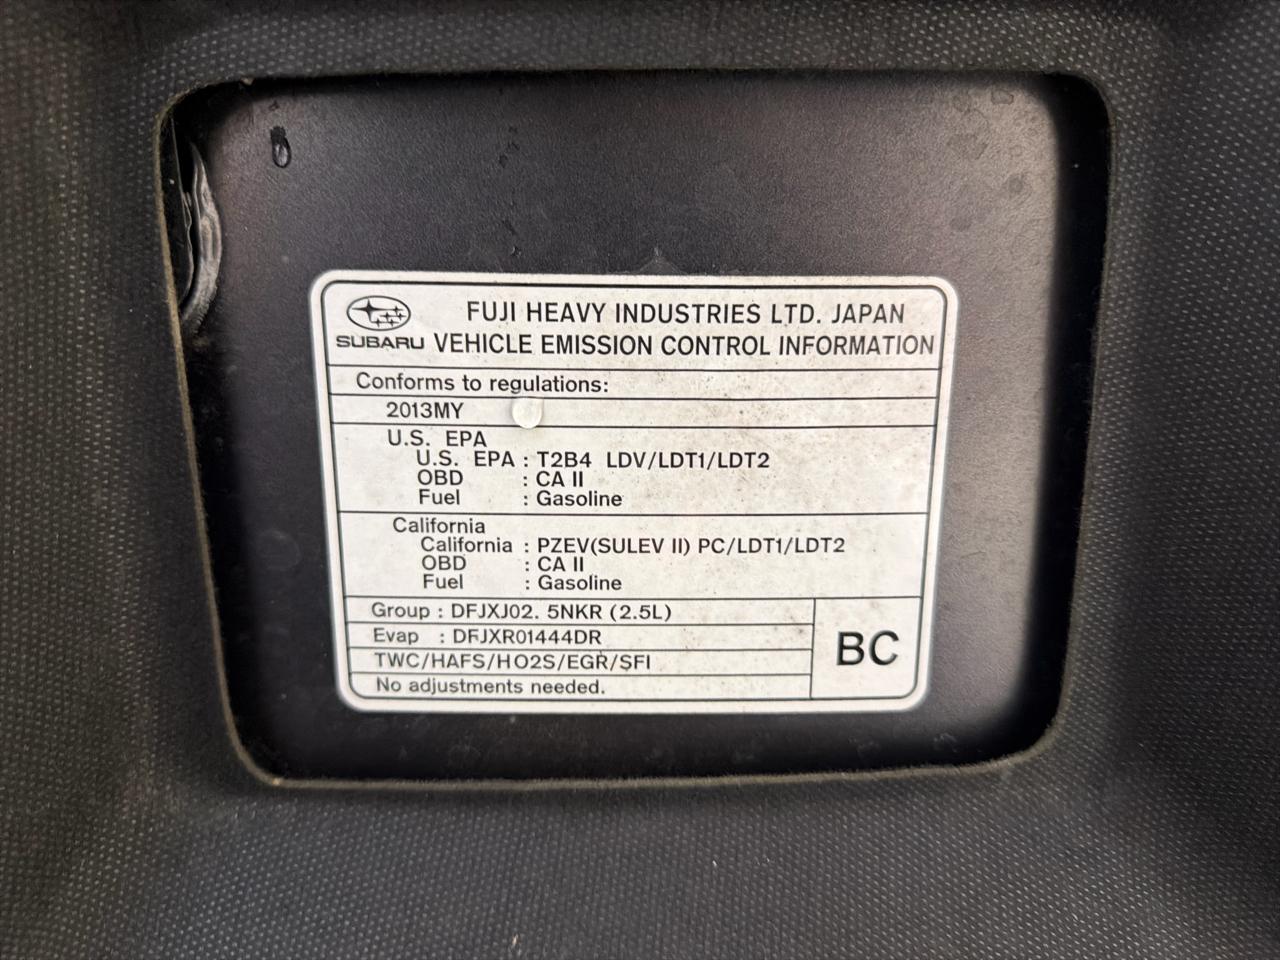 FUJI HEAVY INDUSTRIES LTD. JAPAN
SUBARU VEHICLE EMISSION CONTROL INFORMATION
Conforms to regulations:
2013MY
U.S. EPA
U.S. EPA : T2B4 LDV/LDT1/LDT2
OBD : CA II
Fuel : Gasoline
California
California : PZEV(SULEV II) PC/LDT1/LDT2
OBD : CA II
Fuel : Gasoline
Group : DFJXJ02. 5NKR (2.5L)
Evap : DFJXR01444DR
BC
TWC/HAFS/HO2S/EGR/SFI
No adjustments needed.